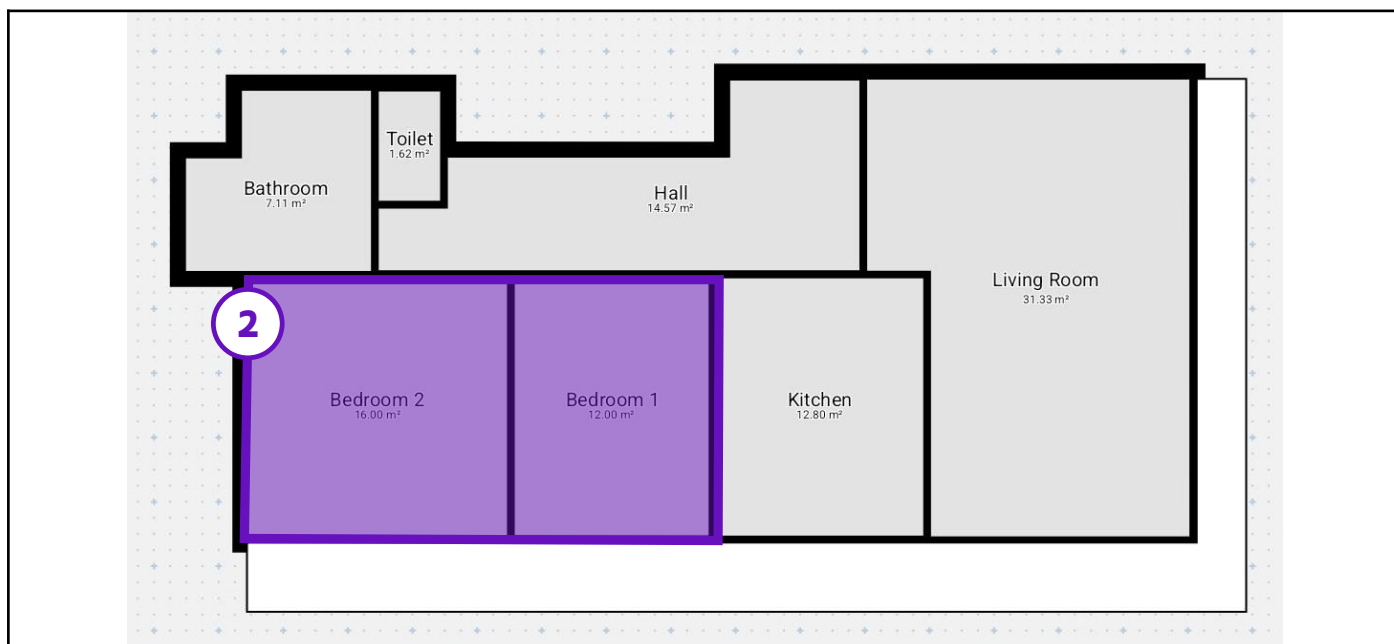 Toilet
1.62 m²
Bathroom
7.11 m²
Hall
14.57 m²
Living Room
31.33 m²
2
Bedroom 2
16.00 m²
Bedroom 1
12.00 m²
Kitchen
12.80 m²